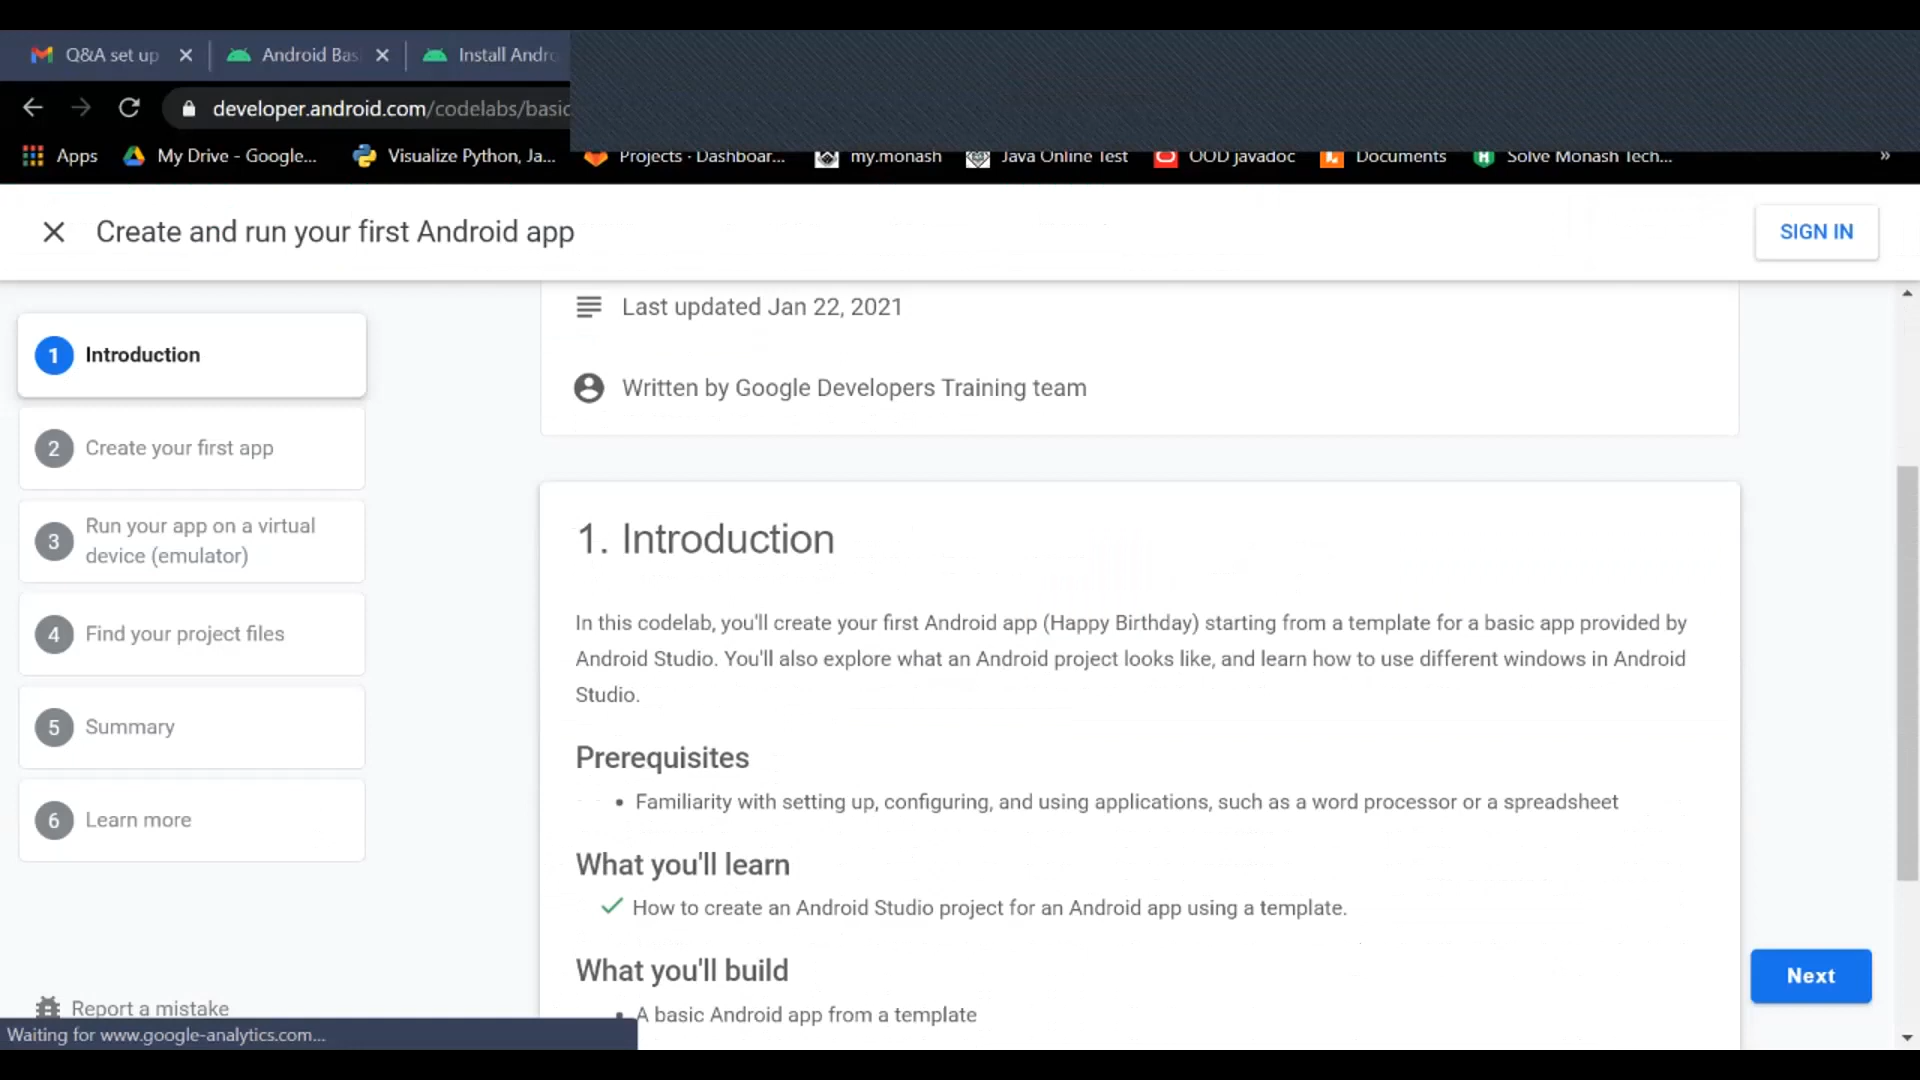 Q&A set up
Android Bas
Install Andro
developer.android.com/codelabs/basic
Apps
My Drive - Google...
Visualize Python, Ja...
Projects · Dashboar...
my.monash
Java Online Test
OOD javadoc
Documents
Solve Monash Tech...
»
Create and run your first Android app
SIGN IN
1 Introduction
2 Create your first app
3 Run your app on a virtual
device (emulator)
4 Find your project files
5 Summary
6 Learn more
Report a mistake
Waiting for www.google-analytics.com...
Last updated Jan 22, 2021
Written by Google Developers Training team
1. Introduction
In this codelab, you'll create your first Android app (Happy Birthday) starting from a template for a basic app provided by
Android Studio. You'll also explore what an Android project looks like, and learn how to use different windows in Android
Studio.
Prerequisites
• Familiarity with setting up, configuring, and using applications, such as a word processor or a spreadsheet
What you'll learn
✓ How to create an Android Studio project for an Android app using a template.
What you'll build
• A basic Android app from a template
Next